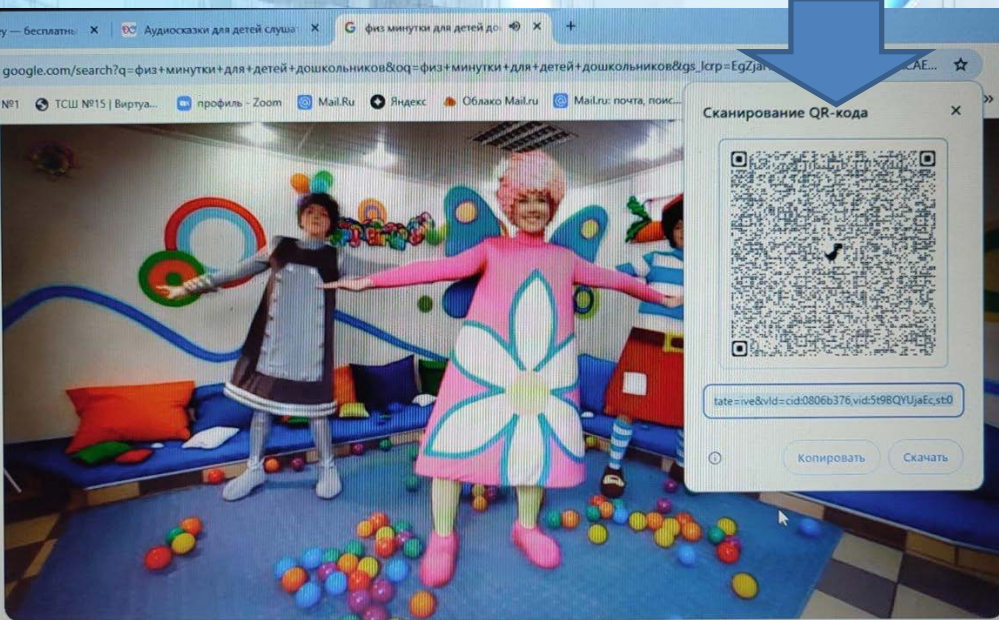 у — бесплатны
Аудиосказки для детей слуша
физ минутки для детей до
google.com/search?q=физ+минутки+для+детей+дошкольников&oq=физ+минутки+для+детей+дошкольников&gs_lcrp=EgZja
CAE...
№1
ТСШ №15 | Виртуа...
профиль - Zoom
Mail.Ru
Яндекс
Облако Mail.ru
Mail.ru: почта, поис...
Сканирование QR-кода
tate=ive&vld=cid:0806b376,vid:5t9BQYUjaEc,st:0
Копировать
Скачать